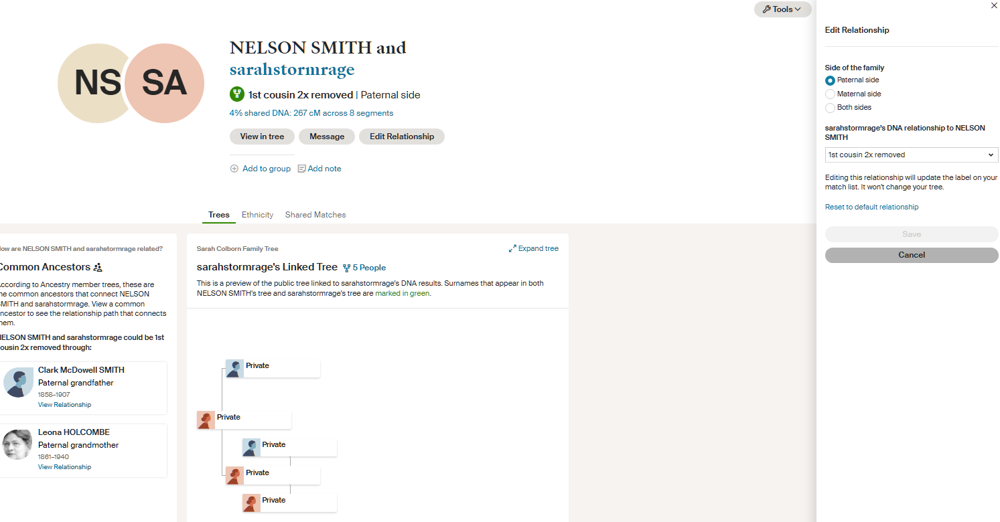 Tools
NS SA
NELSON SMITH and
sarahstormrage
1st cousin 2x removed | Paternal side
4% shared DNA: 267 cM across 8 segments
View in tree Message Edit Relationship
Add to group Add note
Trees Ethnicity Shared Matches
ow are NELSON SMITH and sarahstormrage related?
Common Ancestors
ccording to Ancestry member trees, these are
he common ancestors that connect NELSON
MITH and sarahstormrage. View a common
ncestor to see the relationship path that connects
hem.
NELSON SMITH and sarahstormrage could be 1st
ousin 2x removed through:
Clark McDowell SMITH
Paternal grandfather
1858–1907
View Relationship
Leona HOLCOMBE
Paternal grandmother
1861–1940
View Relationship
Sarah Colborn Family Tree
Expand tree
sarahstormrage's Linked Tree 5 People
This is a preview of the public tree linked to sarahstormrage's DNA results. Surnames that appear in both
NELSON SMITH's tree and sarahstormrage's tree are marked in green.
Private
Private
Private
Private
Private
Edit Relationship
Side of the family
Paternal side
Maternal side
Both sides
sarahstormrage's DNA relationship to NELSON
SMITH
1st cousin 2x removed
Editing this relationship will update the label on your
match list. It won't change your tree.
Reset to default relationship
Save
Cancel